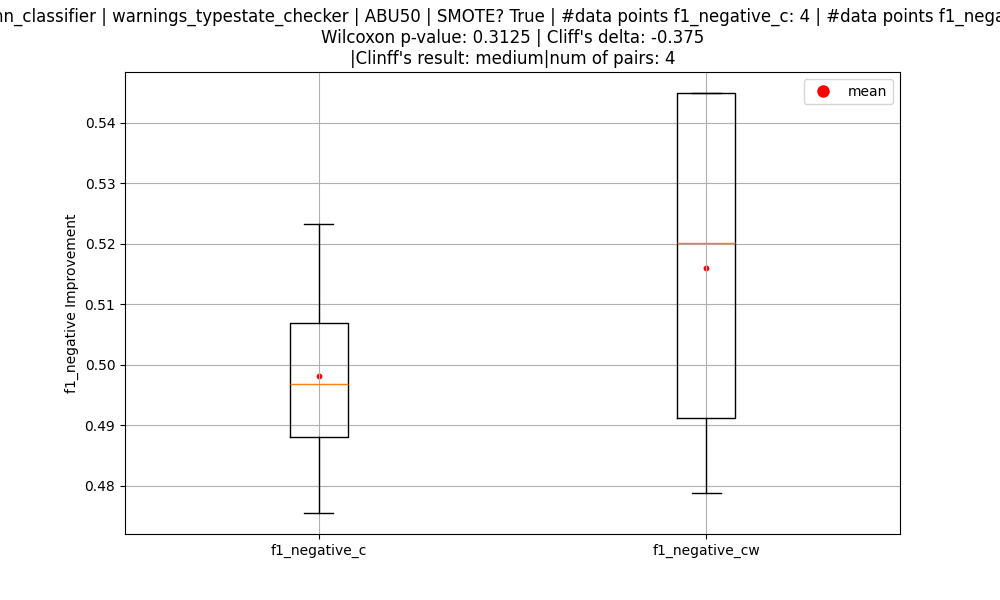 nn_classifier | warnings_typestate_checker | ABU50 | SMOTE? True | #data points f1_negative_c: 4 | #data points f1_nega
Wilcoxon p-value: 0.3125 | Cliff's delta: -0.375
|Clinff's result: medium|num of pairs: 4
mean
f1_negative Improvement
0.54
0.53
0.52
0.51
0.50
0.49
0.48
f1_negative_c
f1_negative_cw